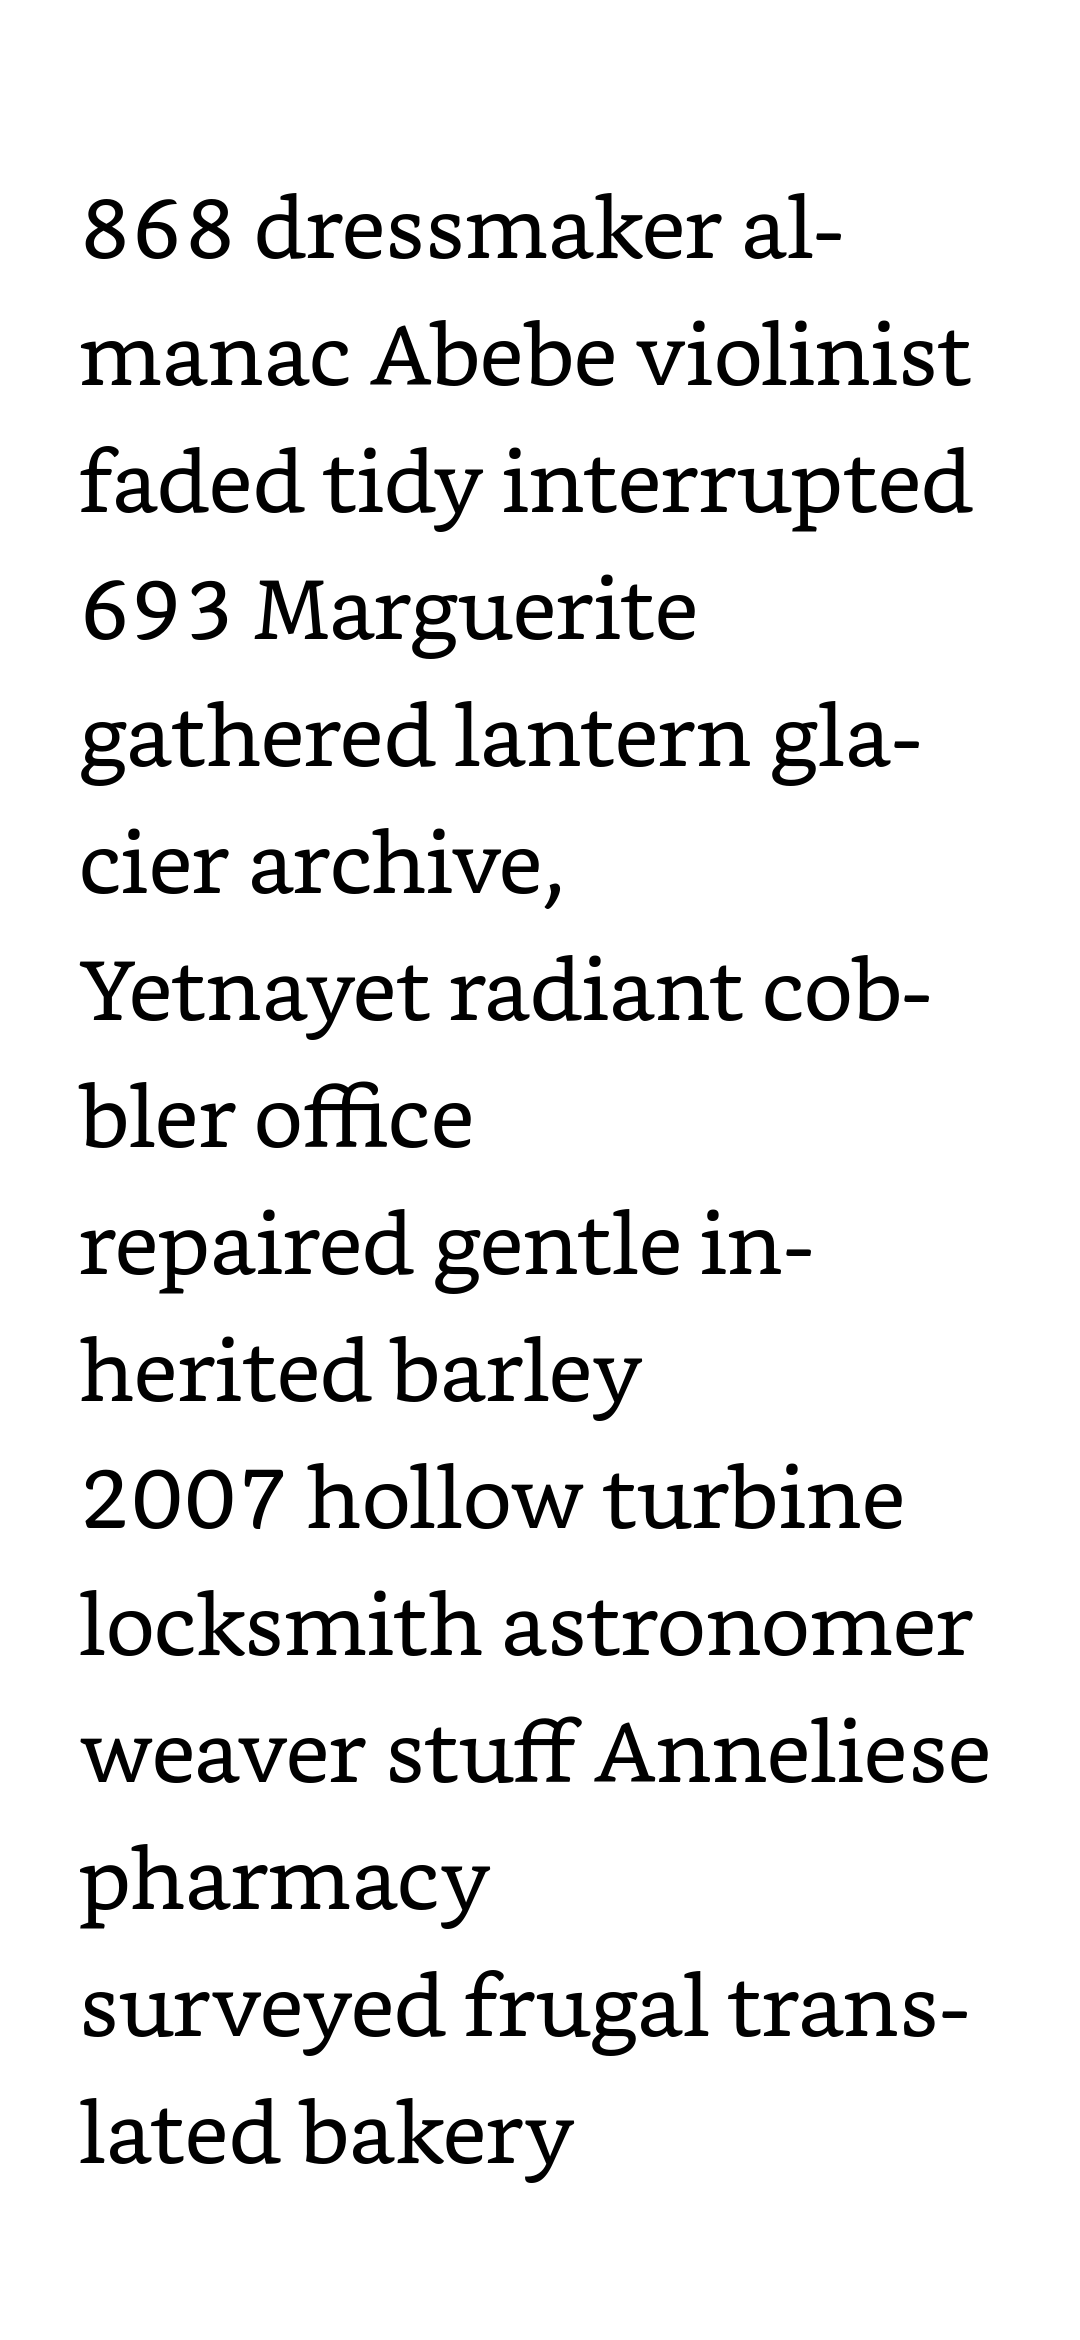 868 dressmaker al-
manac Abebe violinist
faded tidy interrupted
693 Marguerite
gathered lantern gla-
cier archive,
Yetnayet radiant cob-
bler office
repaired gentle in-
herited barley
2007 hollow turbine
locksmith astronomer
weaver stuff Anneliese
pharmacy
surveyed frugal trans-
lated bakery